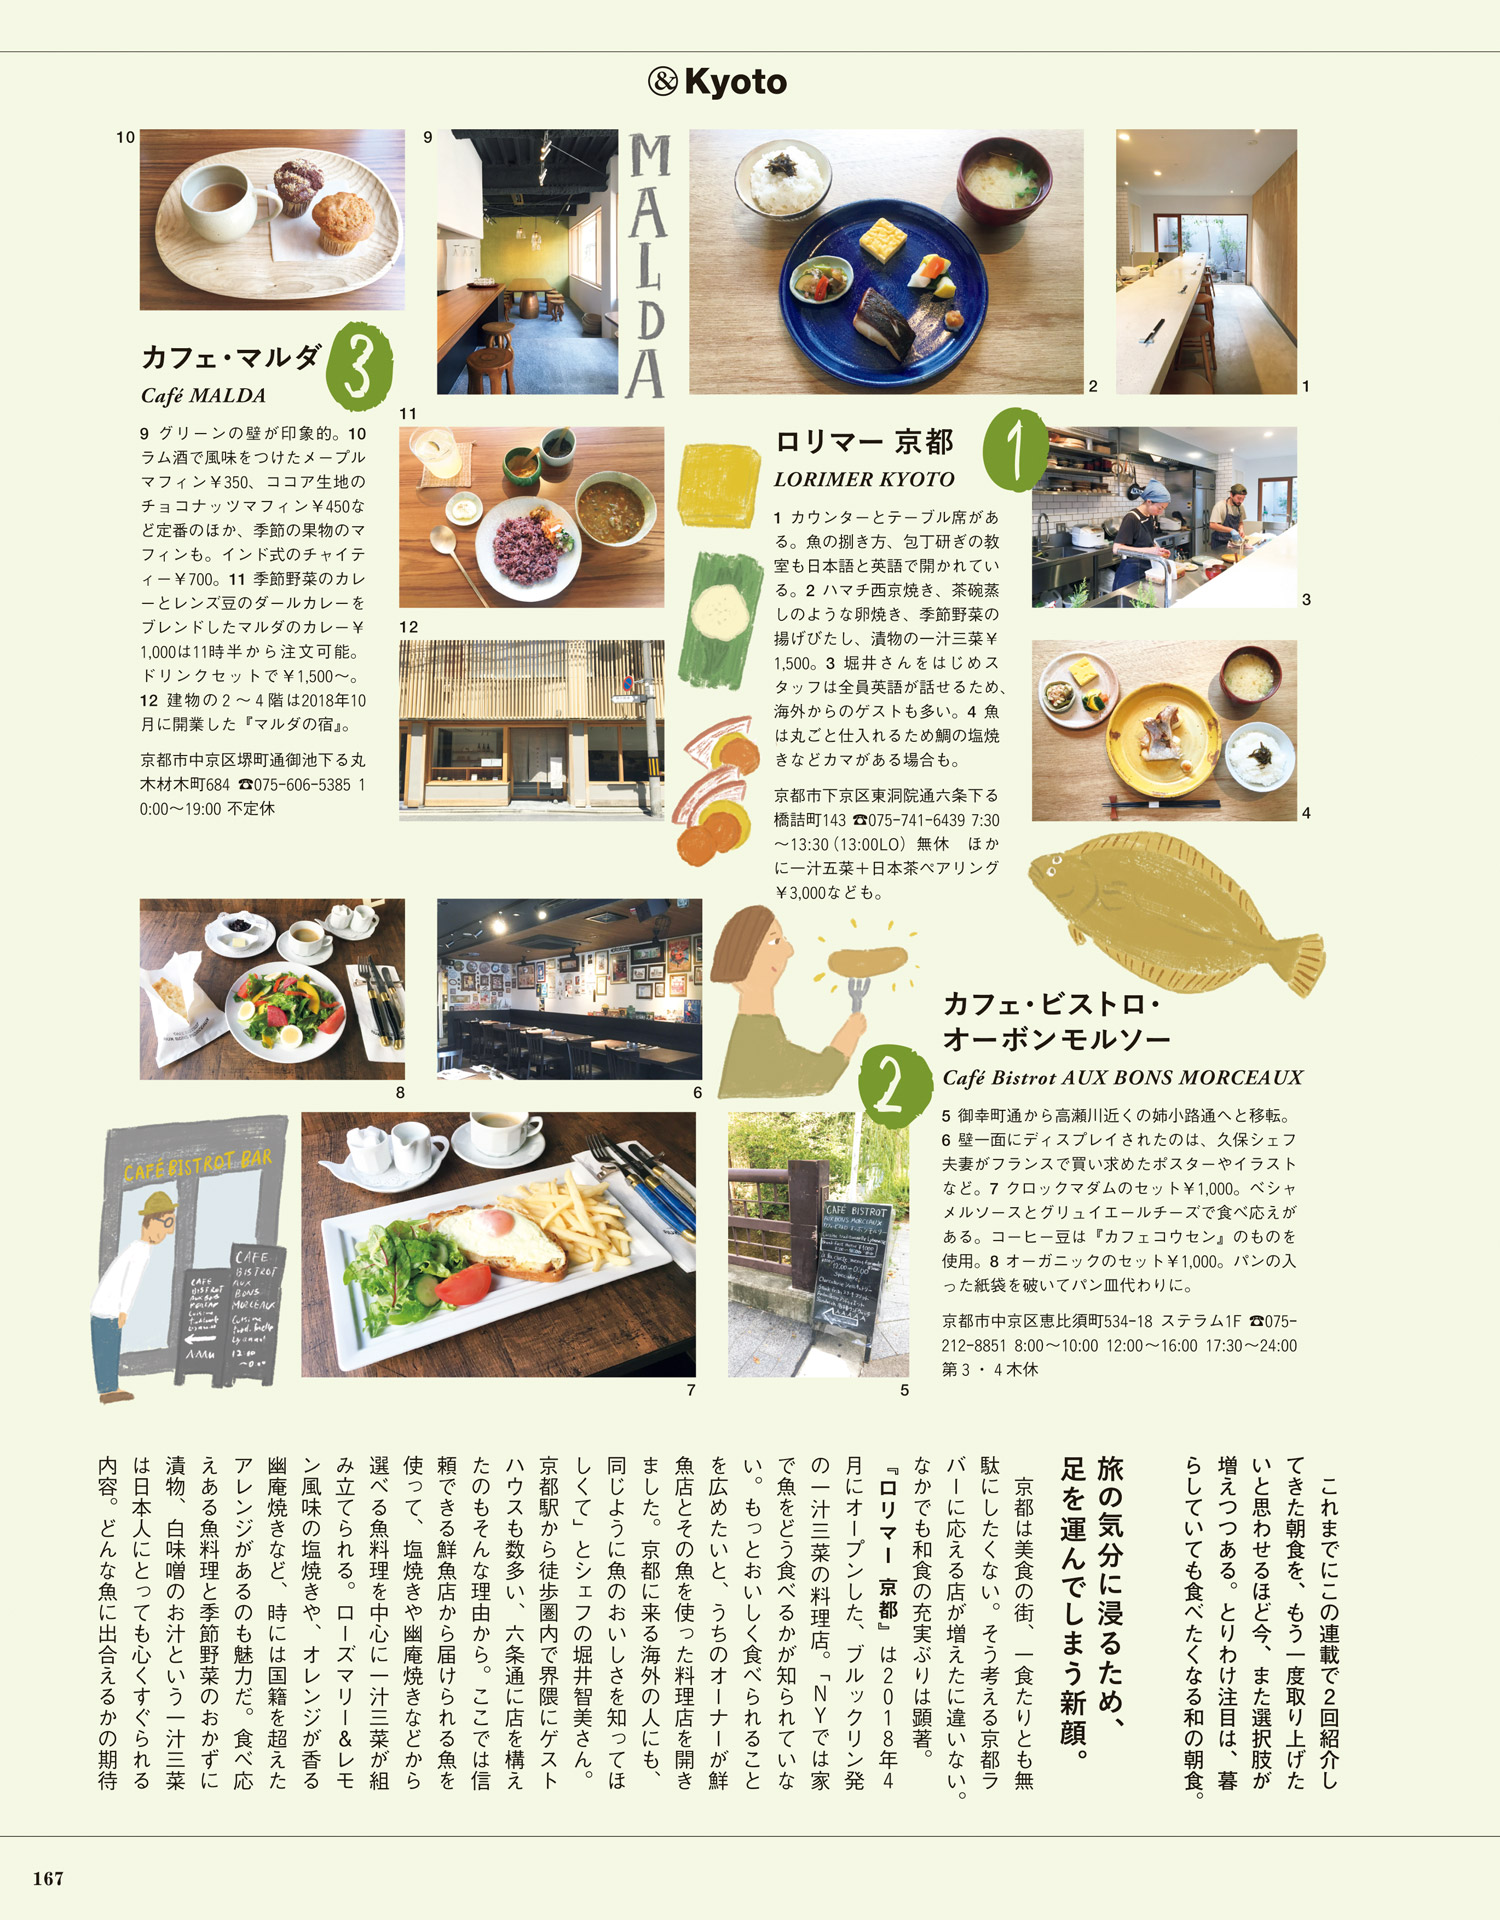 &Kyoto
1
2
3
4
ロリマー 京都
1
LORIMER KYOTO
1 カウンターとテーブル席があ
る。魚の捌き方、包丁研ぎの教
室も日本語と英語で開かれてい
る。2 ハマチ西京焼き、茶碗蒸
しのような卵焼き、季節野菜の
揚げびたし、漬物の一汁三菜￥
1,500。3 堀井さんをはじめス
タッフは全員英語が話せるため、
海外からのゲストも多い。4 魚
は丸ごと仕入れるため鯛の塩焼
きなどカマがある場合も。
京都市下京区東洞院通六条下る
橋詰町143 ☎075-741-6439 7:30
～13:30（13:00LO）無休　ほか
に一汁五菜＋日本茶ペアリング
￥3,000なども。
カフェ・ビストロ・
オーボンモルソー
2
Café Bistrot AUX BONS MORCEAUX
5 御幸町通から高瀬川近くの姉小路通へと移転。
6 壁一面にディスプレイされたのは、久保シェフ
夫妻がフランスで買い求めたポスターやイラスト
など。7 クロックマダムのセット￥1,000。ベシャ
メルソースとグリュイエールチーズで食べ応えが
ある。コーヒー豆は『カフェコウセン』のものを
使用。8 オーガニックのセット￥1,000。パンの入
った紙袋を破いてパン皿代わりに。
京都市中京区恵比須町534-18 ステラム1F ☎075-
212-8851 8:00～10:00 12:00～16:00 17:30～24:00
第3・4木休
5
6
7
8
CAFÉ BISTROT
AUX BONS MORCEAUX
CAFÉ BISTROT BAR
CAFE
BISTROT
AUX
BONS
MORCEAUX
CAFE
BISTROT
MALDA
9
10
11
12
カフェ・マルダ
3
Café MALDA
9 グリーンの壁が印象的。10
ラム酒で風味をつけたメープル
マフィン￥350、ココア生地の
チョコナッツマフィン￥450な
ど定番のほか、季節の果物のマ
フィンも。インド式のチャイテ
ィー￥700。11 季節野菜のカレ
ーとレンズ豆のダールカレーを
ブレンドしたマルダのカレー￥
1,000は11時半から注文可能。
ドリンクセットで￥1,500～。
12 建物の2～4階は2018年10
月に開業した『マルダの宿』。
京都市中京区堺町通御池下る丸
木材木町684 ☎075-606-5385 1
0:00～19:00 不定休
これまでにこの連載で2回紹介し
てきた朝食を、もう一度取り上げた
いと思わせるほど今、また選択肢が
増えつつある。とりわけ注目は、暮
らしていても食べたくなる和の朝食。
旅の気分に浸るため、
足を運んでしまう新顔。
京都は美食の街、一食たりとも無
駄にしたくない。そう考える京都ラ
バーに応える店が増えたに違いない。
なかでも和食の充実ぶりは顕著。
『ロリマー 京都』は2018年4
月にオープンした、ブルックリン発
の一汁三菜の料理店。「NYでは家
で魚をどう食べるかが知られていな
い。もっとおいしく食べられること
を広めたいと、うちのオーナーが鮮
魚店とその魚を使った料理店を開き
ました。京都に来る海外の人にも、
同じように魚のおいしさを知ってほ
しくて」とシェフの堀井智美さん。
京都駅から徒歩圏内で界隈にゲスト
ハウスも数多い、六条通に店を構え
たのもそんな理由から。ここでは信
頼できる鮮魚店から届けられる魚を
使って、塩焼きや幽庵焼きなどから
選べる魚料理を中心に一汁三菜が組
み立てられる。ローズマリー＆レモ
ン風味の塩焼きや、オレンジが香る
幽庵焼きなど、時には国籍を超えた
アレンジがあるのも魅力だ。食べ応
えある魚料理と季節野菜のおかずに
漬物、白味噌のお汁という一汁三菜
は日本人にとっても心くすぐられる
内容。どんな魚に出合えるかの期待
167